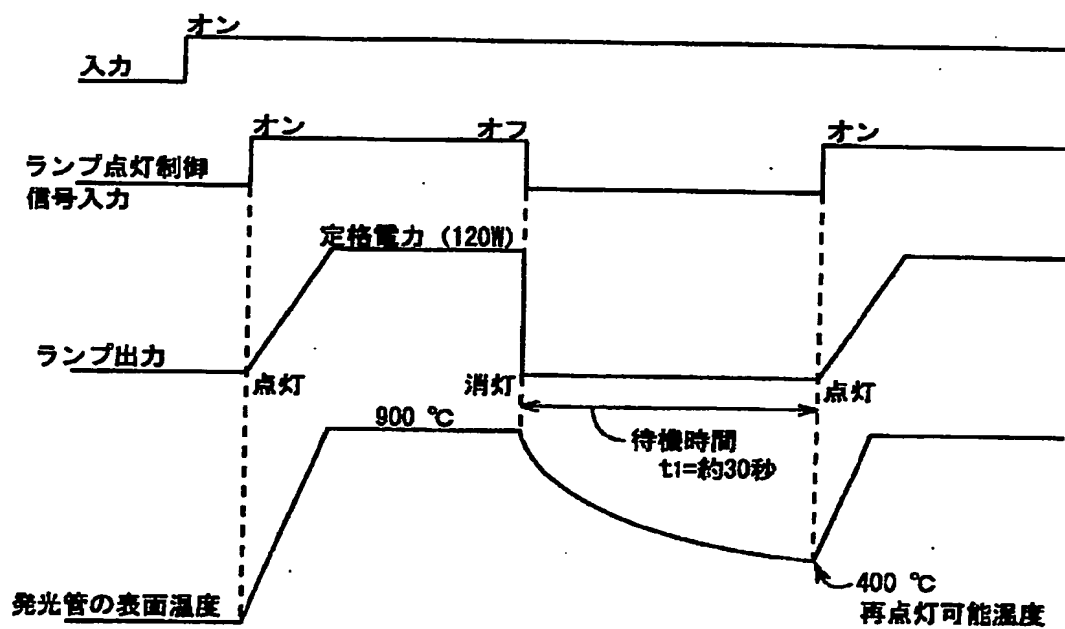 オン
入力
オン
オフ
オン
ランプ点灯制御
信号入力
定格電力 (120W)
ランプ出力
点灯
消灯
点灯
900 ℃
待機時間
t1=約30秒
発光管の表面温度
400 ℃
再点灯可能温度